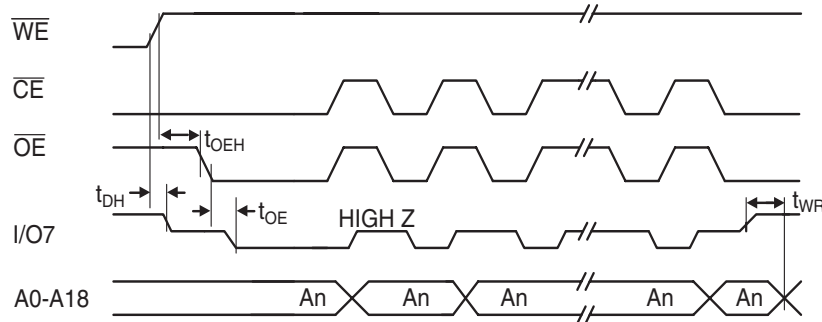 WE
CE
OE
tOEH
tDH
tOE
HIGH Z
tWR
I/O7
A0-A18
An An An An An